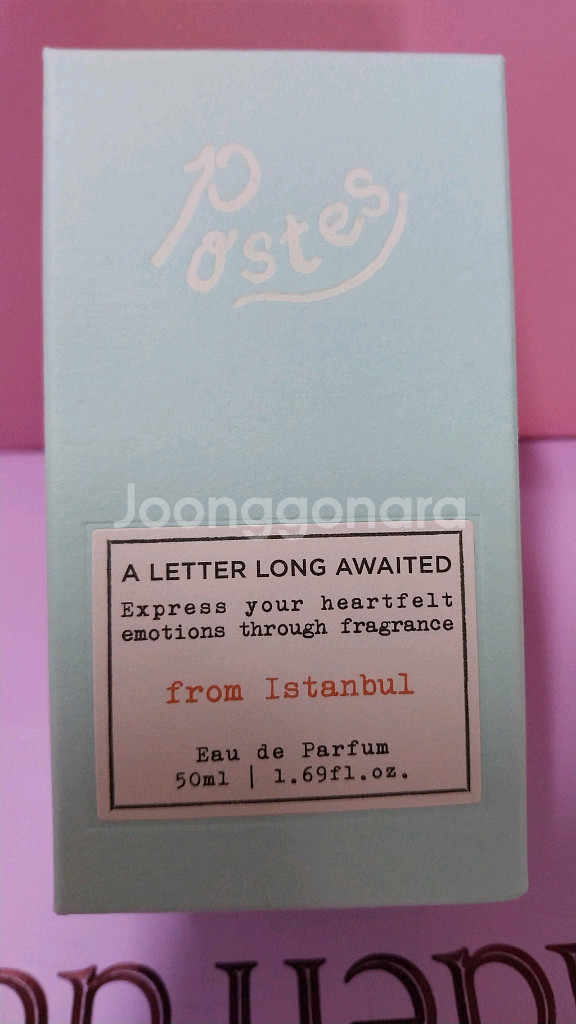 Postes
Joonggonara
A LETTER LONG AWAITED
Express your heartfelt
emotions through fragrance
from Istanbul
Eau de Parfum
50ml | 1.69fl.oz.